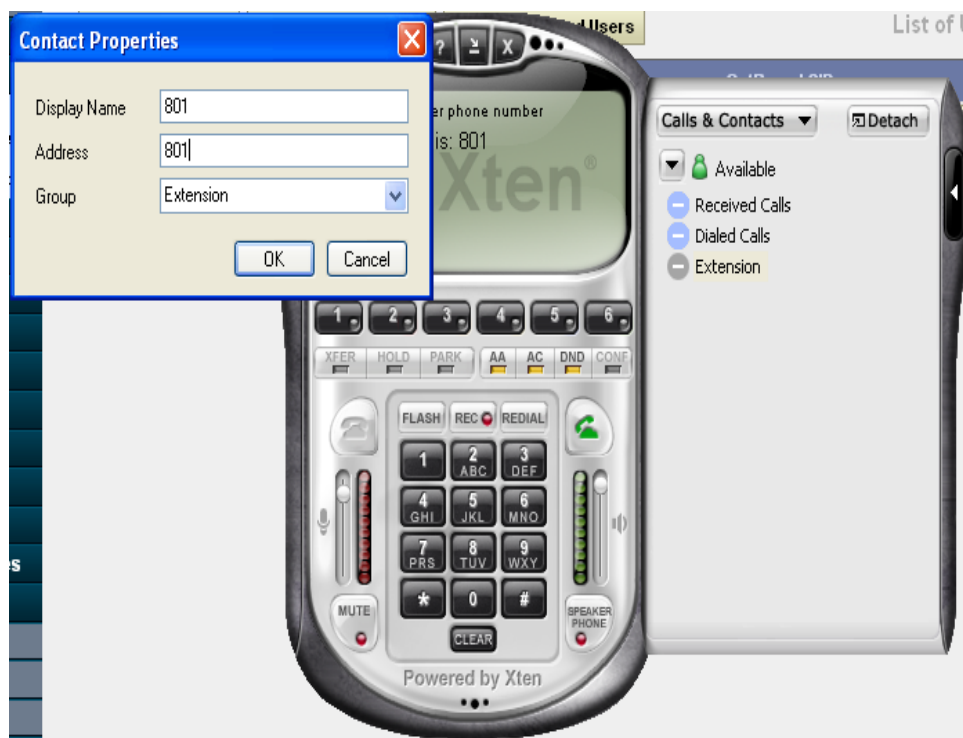 Contact Properties
Display Name 801
Address 801
Group Extension
OK Cancel
Users
List of
? X
phone number
is: 801
Xten®
Calls & Contacts Detach
Available
Received Calls
Dialed Calls
Extension
1 2 3 4 5 6
XFER HOLD PARK AA AC DND CONF
FLASH REC REDIAL
1 2 3
ABC DEF
4 5 6
GHI JKL MNO
7 8 9
PRS TUV WXY
* 0 #
MUTE SPEAKER
PHONE
CLEAR
Powered by Xten